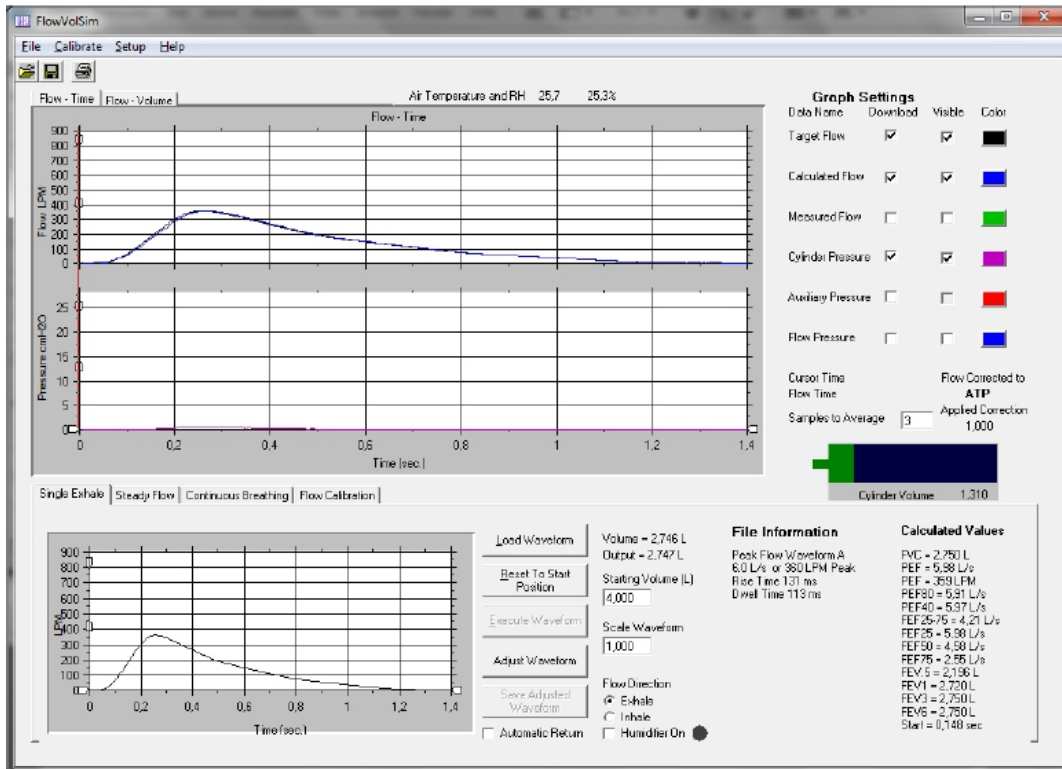 FlowVolSim
File Calibrate Setup Help
Flow - Time Flow - Volume Air Temperature and RH 25,7 25,3%
Flow - Time
Flow LPM
900
800
700
600
500
400
300
200
100
0
Pressure cmH2O
25
20
15
10
5
0
0 0,2 0,4 0,6 0,8 1 1,2 1,4
Time (sec.)
Graph Settings
Data Name Download Visible Color
Target Flow
Calculated Flow
Measured Flow
Cylinder Pressure
Auxiliary Pressure
Flow Pressure
Cursor Time Flow Corrected to
Flow Time ATP
Samples to Average 3 Applied Correction
1,000
Cylinder Volume 1,310
Single Exhale Steady Flow Continuous Breathing Flow Calibration
LPM
900
800
700
600
500
400
300
200
100
0
0 0,2 0,4 0,6 0,8 1 1,2 1,4
Time (sec.)
Load Waveform
Reset To Start
Position
Execute Waveform
Adjust Waveform
Save Adjusted
Waveform
Automatic Return
Volume = 2,746 L
Output = 2,747 L
Starting Volume (L)
4,000
Scale Waveform
1,000
Flow Direction
Exhale
Inhale
Humidifier On
File Information
Peak Flow Waveform A
6.0 L/s or 360 LPM Peak
Rise Time 131 ms
Dwell Time 113 ms
Calculated Values
FVC = 2,750 L
PEF = 5,98 L/s
PEF = 359 LPM
PEF80 = 5,91 L/s
PEF40 = 5,97 L/s
FEF25-75 = 4,21 L/s
FEF25 = 5,98 L/s
FEF50 = 4,58 L/s
FEF75 = 2,55 L/s
FEV.5 = 2,196 L
FEV1 = 2,720 L
FEV3 = 2,750 L
FEV6 = 2,750 L
Start = 0,148 sec